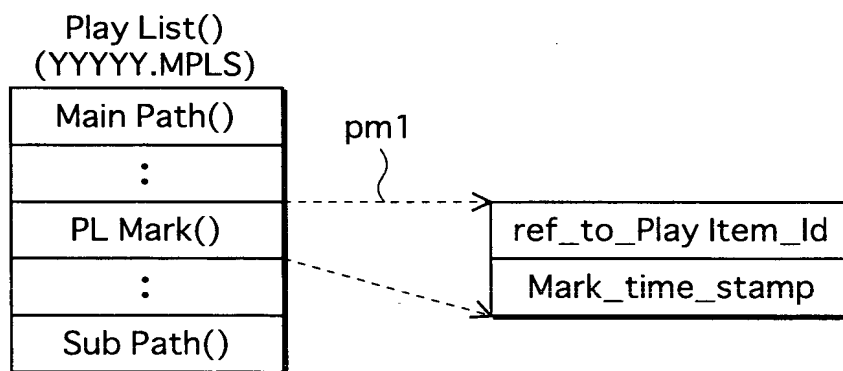 Play List()
(YYYYY.MPLS)
Main Path()
:
PL Mark()
:
Sub Path()
pm1
ref_to_Play Item_Id
Mark_time_stamp